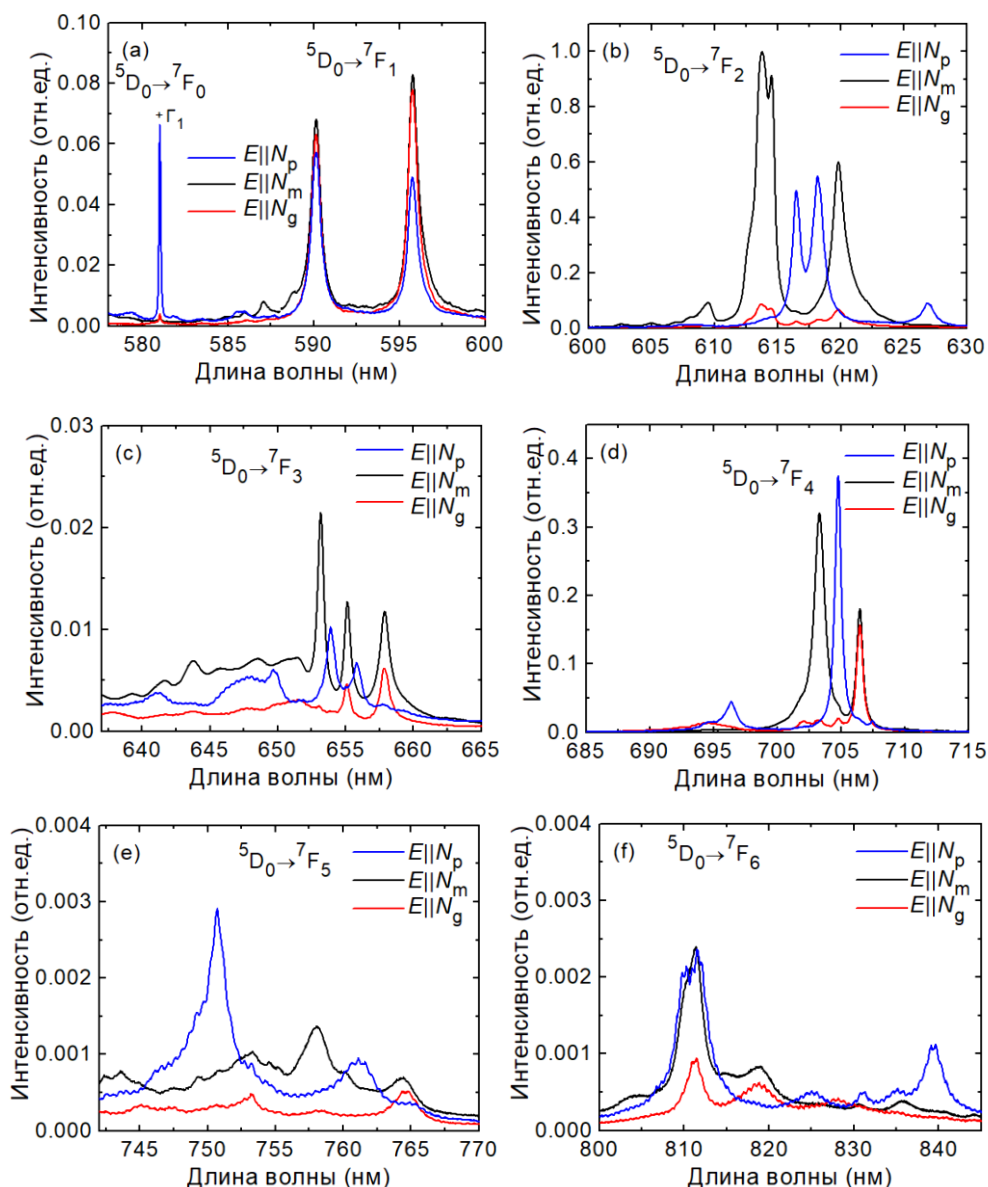 (a)
⁵D₀→⁷F₀
⁵D₀→⁷F₁
+Γ₁
E||Nₚ
E||Nₘ
E||N_g
0.10
0.08
0.06
0.04
0.02
0.00
Интенсивность (отн.ед.)
580 585 590 595 600
Длина волны (нм)
(b)
⁵D₀→⁷F₂
E||Nₚ
E||Nₘ
E||N_g
1.0
0.8
0.6
0.4
0.2
0.0
Интенсивность (отн.ед.)
600 605 610 615 620 625 630
Длина волны (нм)
(c)
⁵D₀→⁷F₃
E||Nₚ
E||Nₘ
E||N_g
0.03
0.02
0.01
0.00
Интенсивность (отн.ед.)
640 645 650 655 660 665
Длина волны (нм)
(d)
⁵D₀→⁷F₄
E||Nₚ
E||Nₘ
E||N_g
0.4
0.3
0.2
0.1
0.0
Интенсивность (отн.ед.)
685 690 695 700 705 710 715
Длина волны (нм)
(e)
⁵D₀→⁷F₅
E||Nₚ
E||Nₘ
E||N_g
0.004
0.003
0.002
0.001
0.000
Интенсивность (отн.ед.)
745 750 755 760 765 770
Длина волны (нм)
(f)
⁵D₀→⁷F₆
E||Nₚ
E||Nₘ
E||N_g
0.004
0.003
0.002
0.001
0.000
Интенсивность (отн.ед.)
800 810 820 830 840
Длина волны (нм)